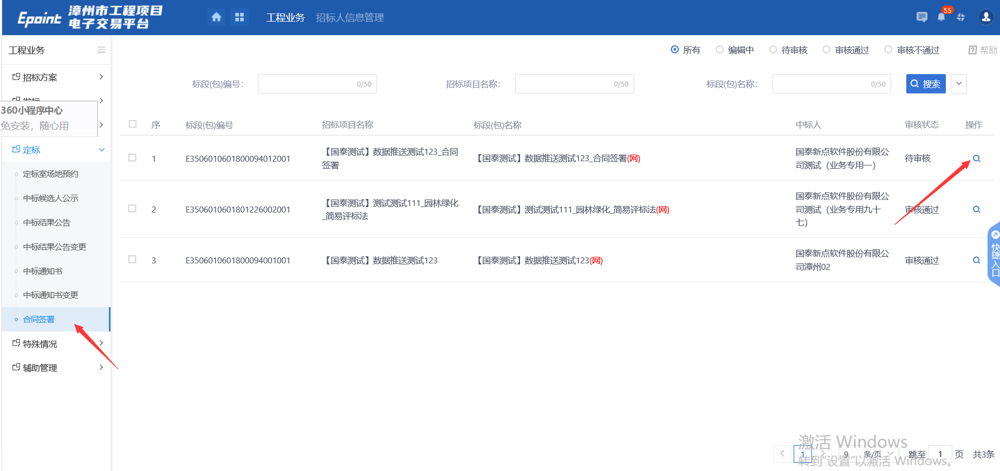 Epoint 漳州市工程项目
电子交易平台
工程业务 招标人信息管理
55
工程业务
所有 编辑中 待审核 审核通过 审核不通过 帮助
招标方案
标段(包)编号： 0/50 招标项目名称： 0/50 标段(包)名称： 0/50 搜索
360小程序中心
免安装，随心用
定标
定标室场地预约
中标候选人公示
中标结果公告
中标结果公告变更
中标通知书
中标通知书变更
合同签署
特殊情况
辅助管理
序 标段(包)编号 招标项目名称 标段(包)名称 中标人 审核状态 操作
1 E3506010601800094012001 【国泰测试】数据推送测试123_合同
签署 【国泰测试】数据推送测试123_合同签署(网) 国泰新点软件股份有限公
司测试（业务专用一） 待审核
2 E3506010601801226002001 【国泰测试】测试测试111_园林绿化
_简易评标法 【国泰测试】测试测试111_园林绿化_简易评标法(网) 国泰新点软件股份有限公
司测试（业务专用九十
七） 审核通过
3 E3506010601800094001001 【国泰测试】数据推送测试123 【国泰测试】数据推送测试123(网) 国泰新点软件股份有限公
司漳州02 审核通过
快捷入口
激活 Windows
转到“设置”以激活 Windows。
1 9 条/页 跳至 1 页 共3条